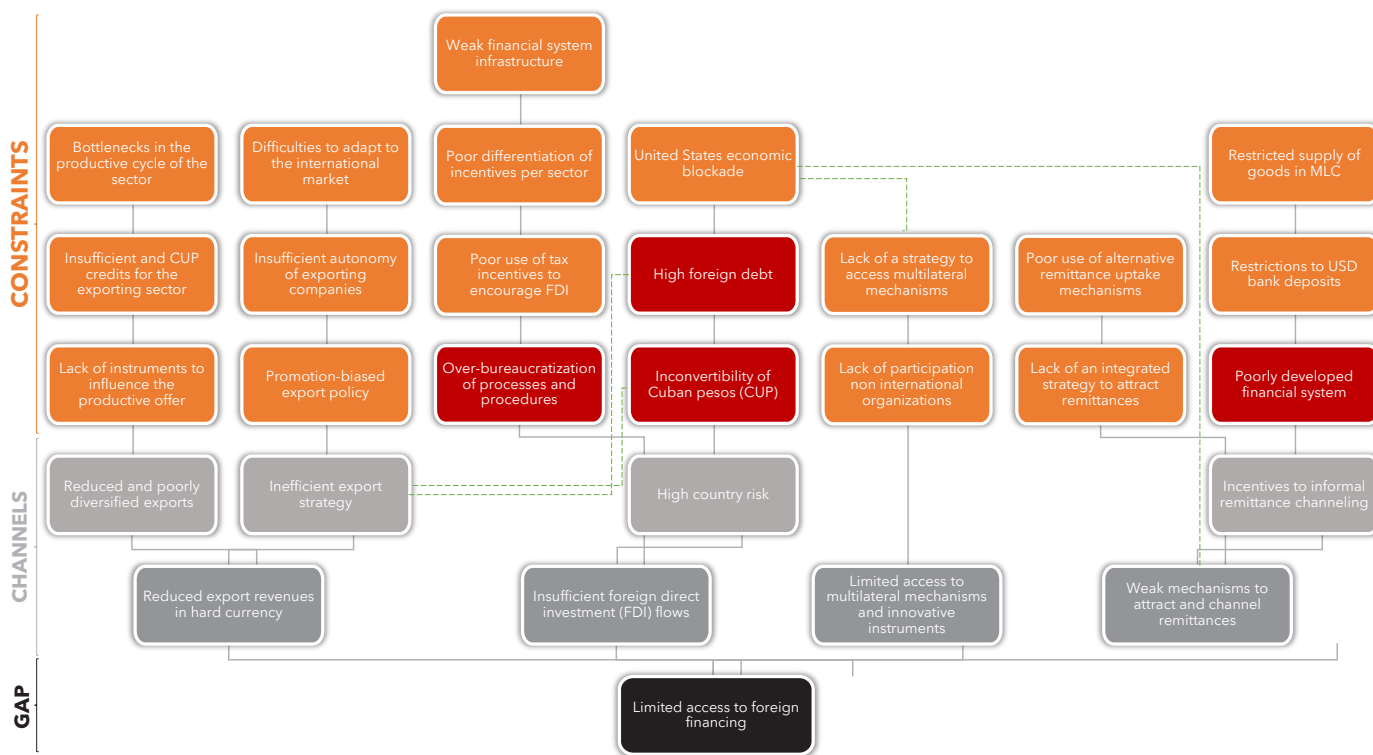 CONSTRAINTS
Weak financial system
infrastructure
Bottlenecks in the
productive cycle of the
sector
Difficulties to adapt to
the international
market
Poor differentiation of
incentives per sector
United States economic
blockade
Restricted supply of
goods in MLC
Insufficient and CUP
credits for the
exporting sector
Insufficient autonomy
of exporting
companies
Poor use of tax
incentives to
encourage FDI
High foreign debt
Lack of a strategy to
access multilateral
mechanisms
Poor use of alternative
remittance uptake
mechanisms
Restrictions to USD
bank deposits
Lack of instruments to
influence the
productive offer
Promotion-biased
export policy
Over-bureaucratization
of processes and
procedures
Inconvertibility of
Cuban pesos (CUP)
Lack of participation
non international
organizations
Lack of an integrated
strategy to attract
remittances
Poorly developed
financial system
CHANNELS
Reduced and poorly
diversified exports
Inefficient export
strategy
High country risk
Incentives to informal
remittance channeling
Reduced export revenues
in hard currency
Insufficient foreign direct
investment (FDI) flows
Limited access to
multilateral mechanisms
and innovative
instruments
Weak mechanisms to
attract and channel
remittances
GAP
Limited access to foreign
financing